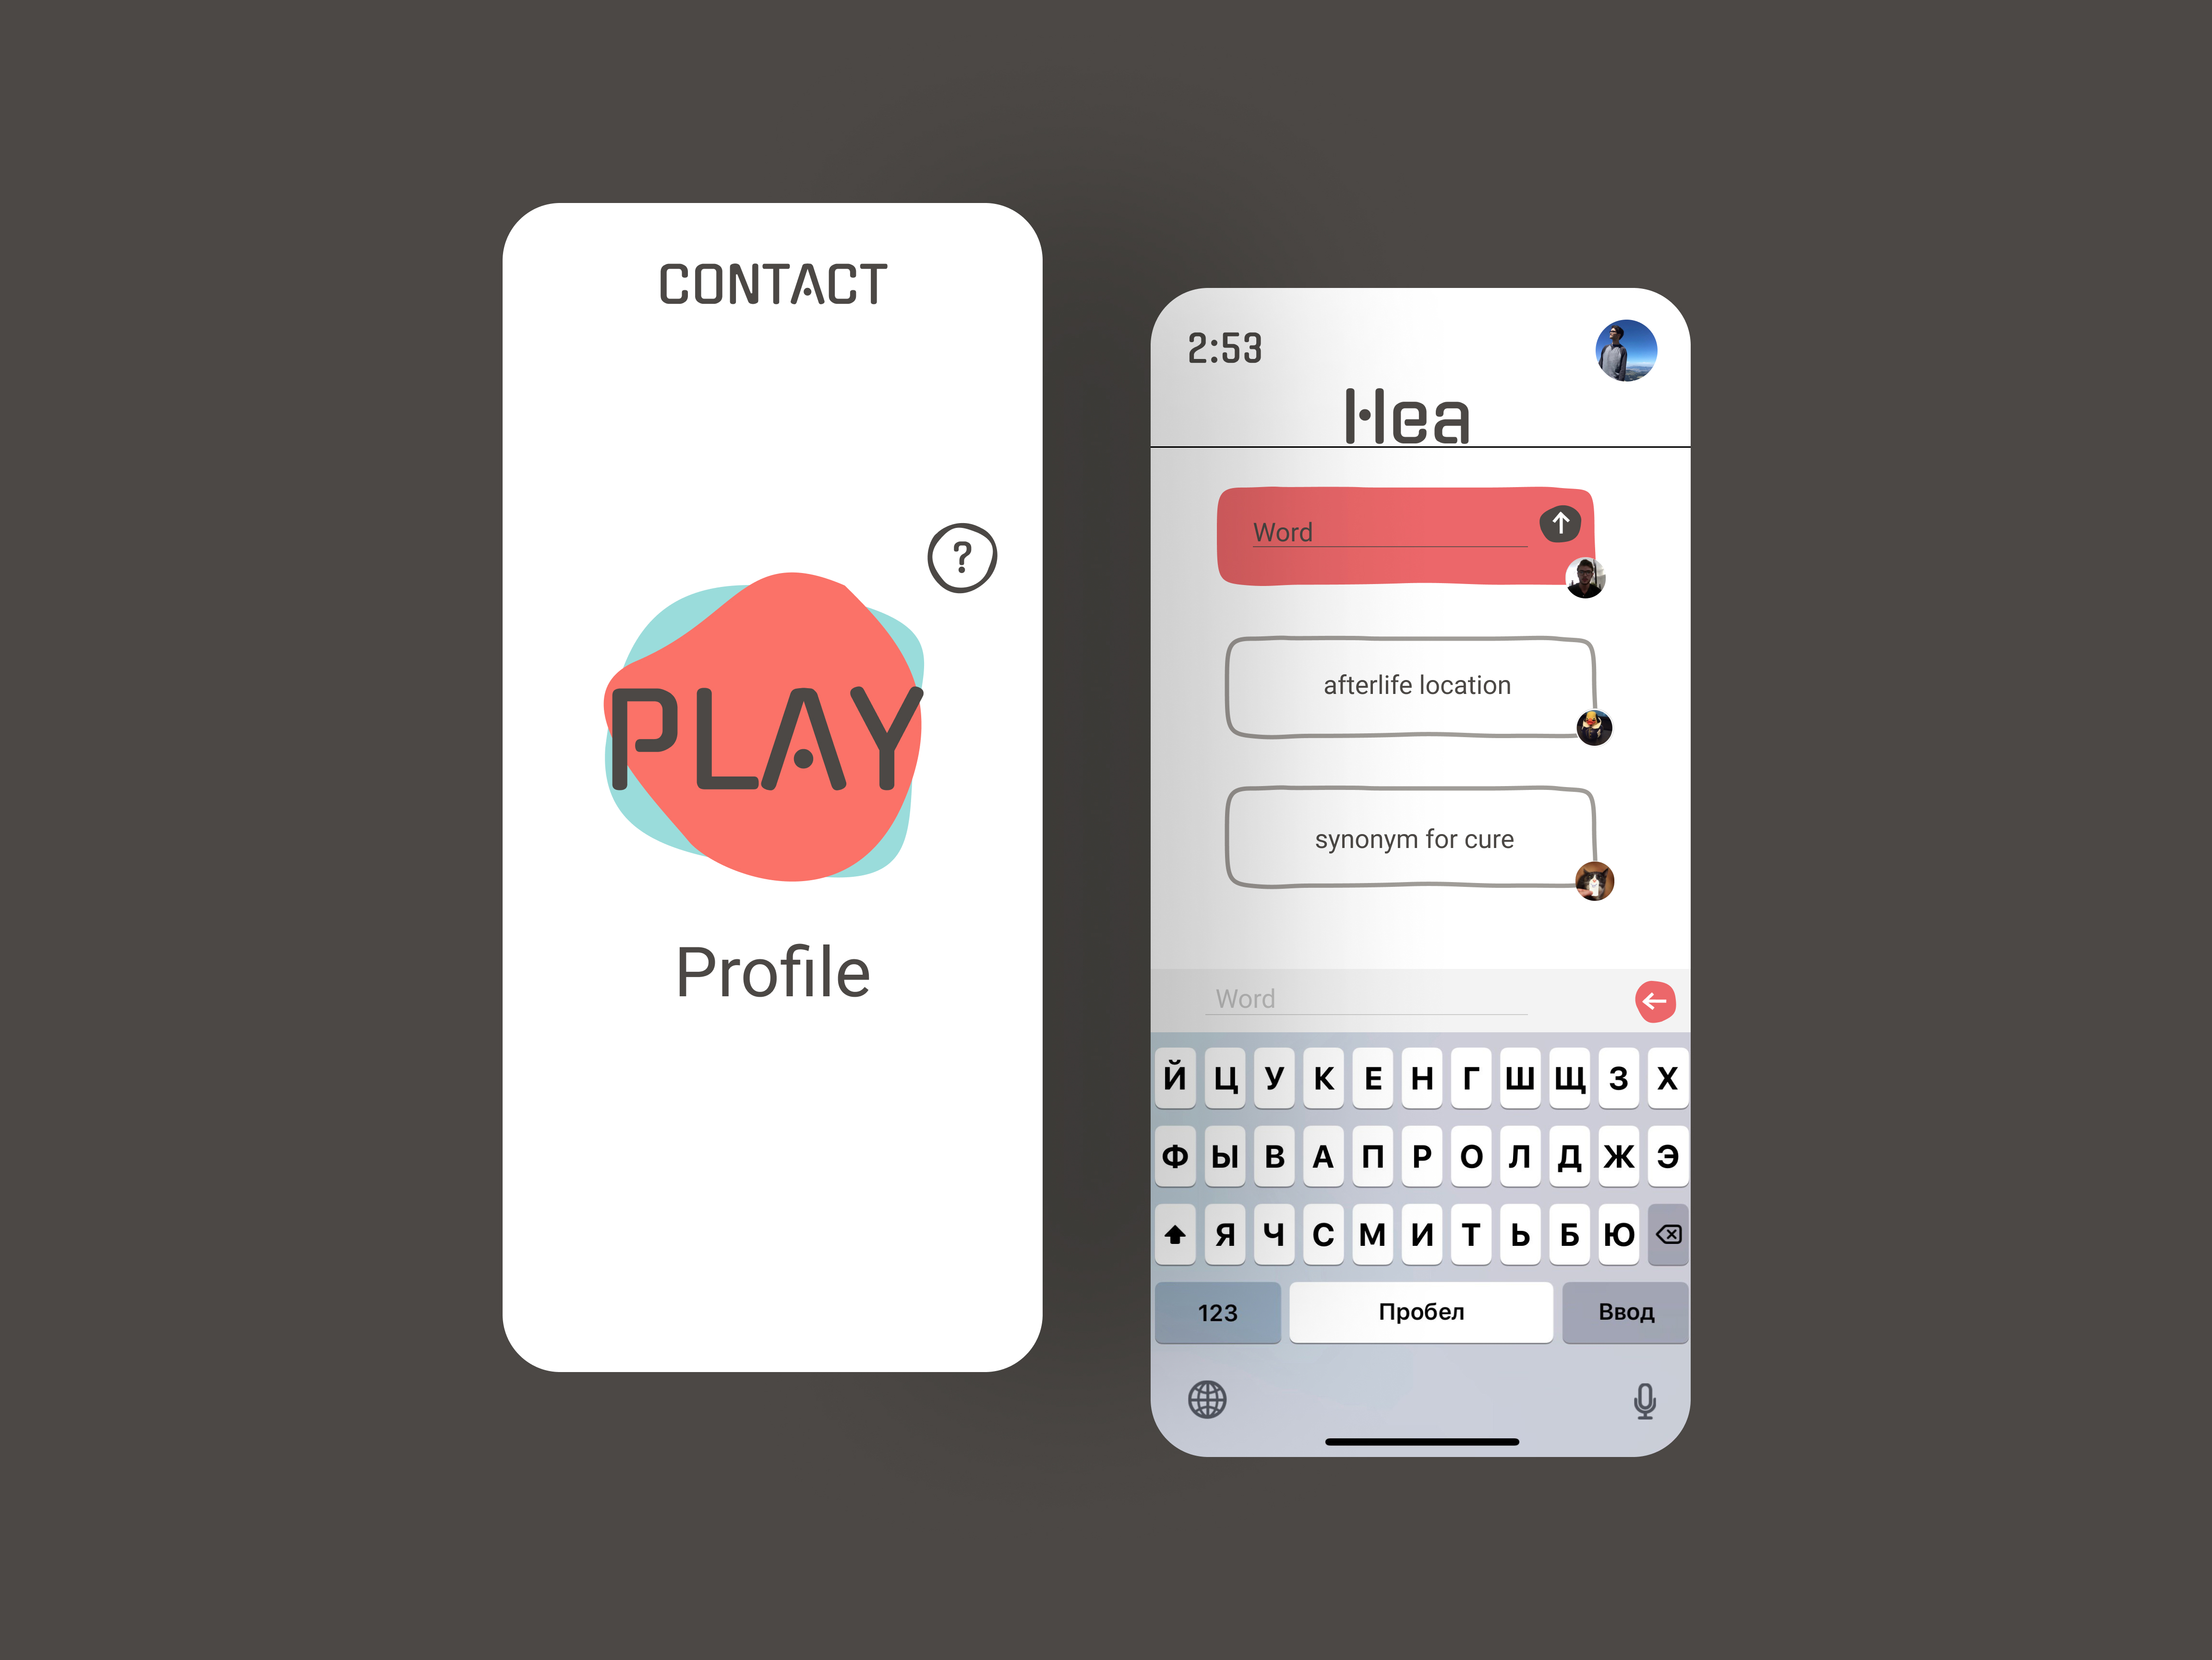 CONTACT
?
PLAY
Profile
2:53
Hea
Word
afterlife location
synonym for cure
Word
Й Ц У К Е Н Г Ш Щ З Х
Ф Ы В А П Р О Л Д Ж Э
Я Ч С М И Т Ь Б Ю
123 Пробел Ввод